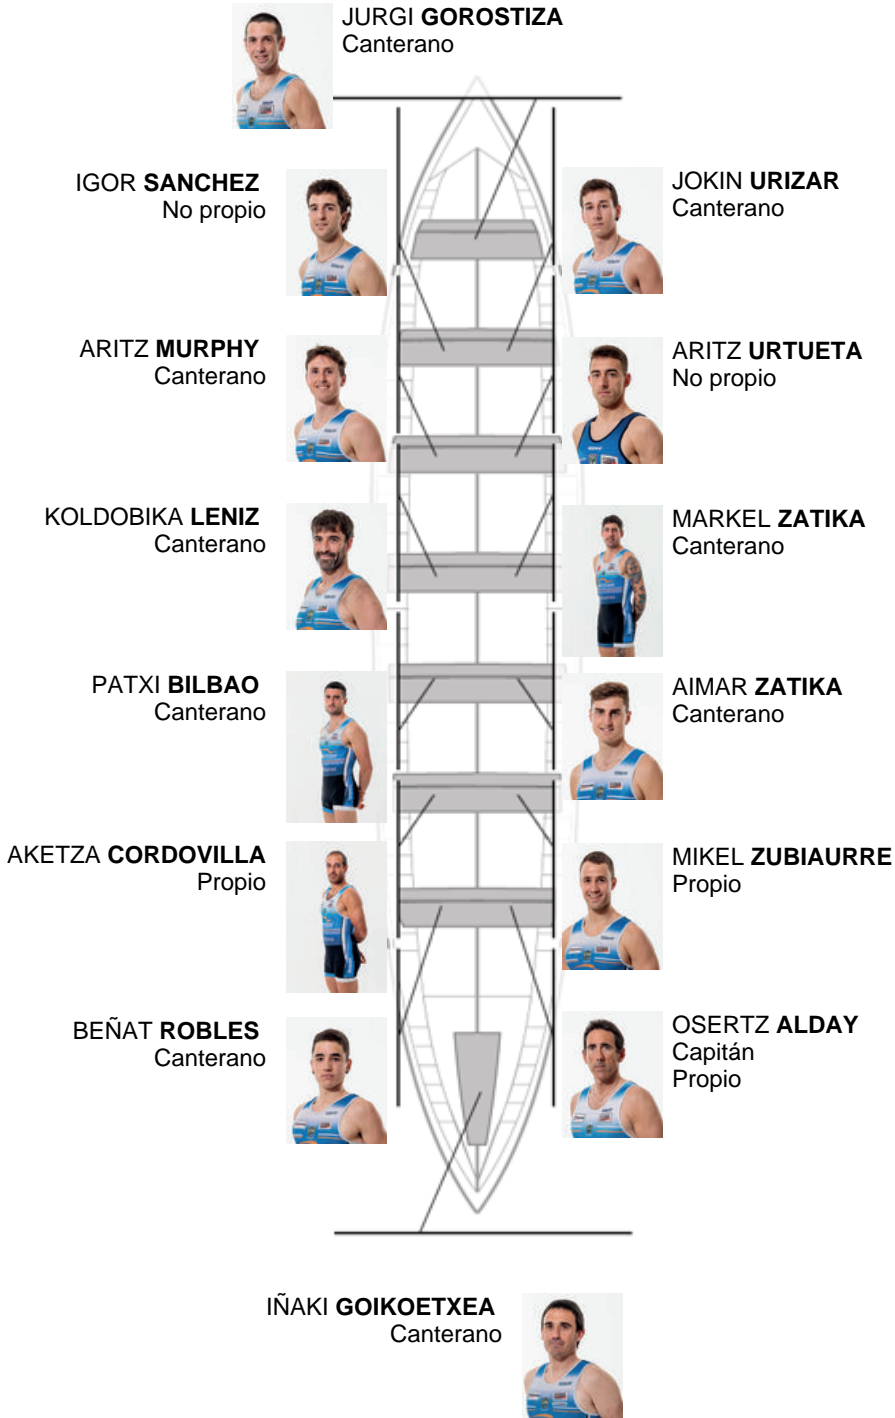 JURGI GOROSTIZA
Canterano
IGOR SANCHEZ
No propio
JOKIN URIZAR
Canterano
ARITZ MURPHY
Canterano
ARITZ URTUETA
No propio
KOLDOBIKA LENIZ
Canterano
MARKEL ZATIKA
Canterano
PATXI BILBAO
Canterano
AIMAR ZATIKA
Canterano
AKETZA CORDOVILLA
Propio
MIKEL ZUBIAURRE
Propio
BEÑAT ROBLES
Canterano
OSERTZ ALDAY
Capitán
Propio
IÑAKI GOIKOETXEA
Canterano